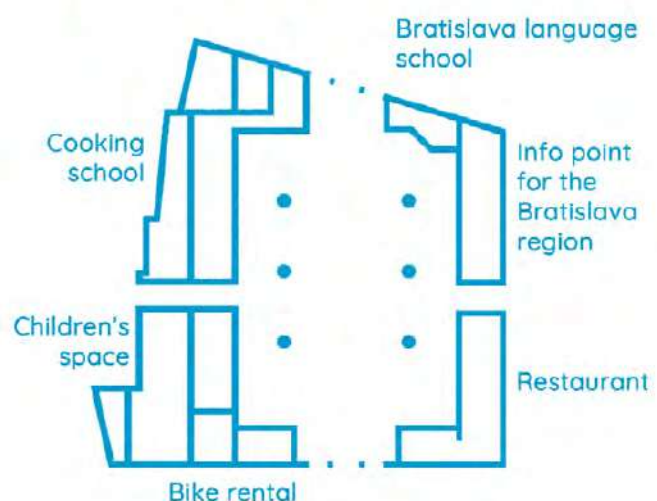 Bratislava language
school
Cooking
school
Info point
for the
Bratislava
region
Children's
space
Restaurant
Bike rental